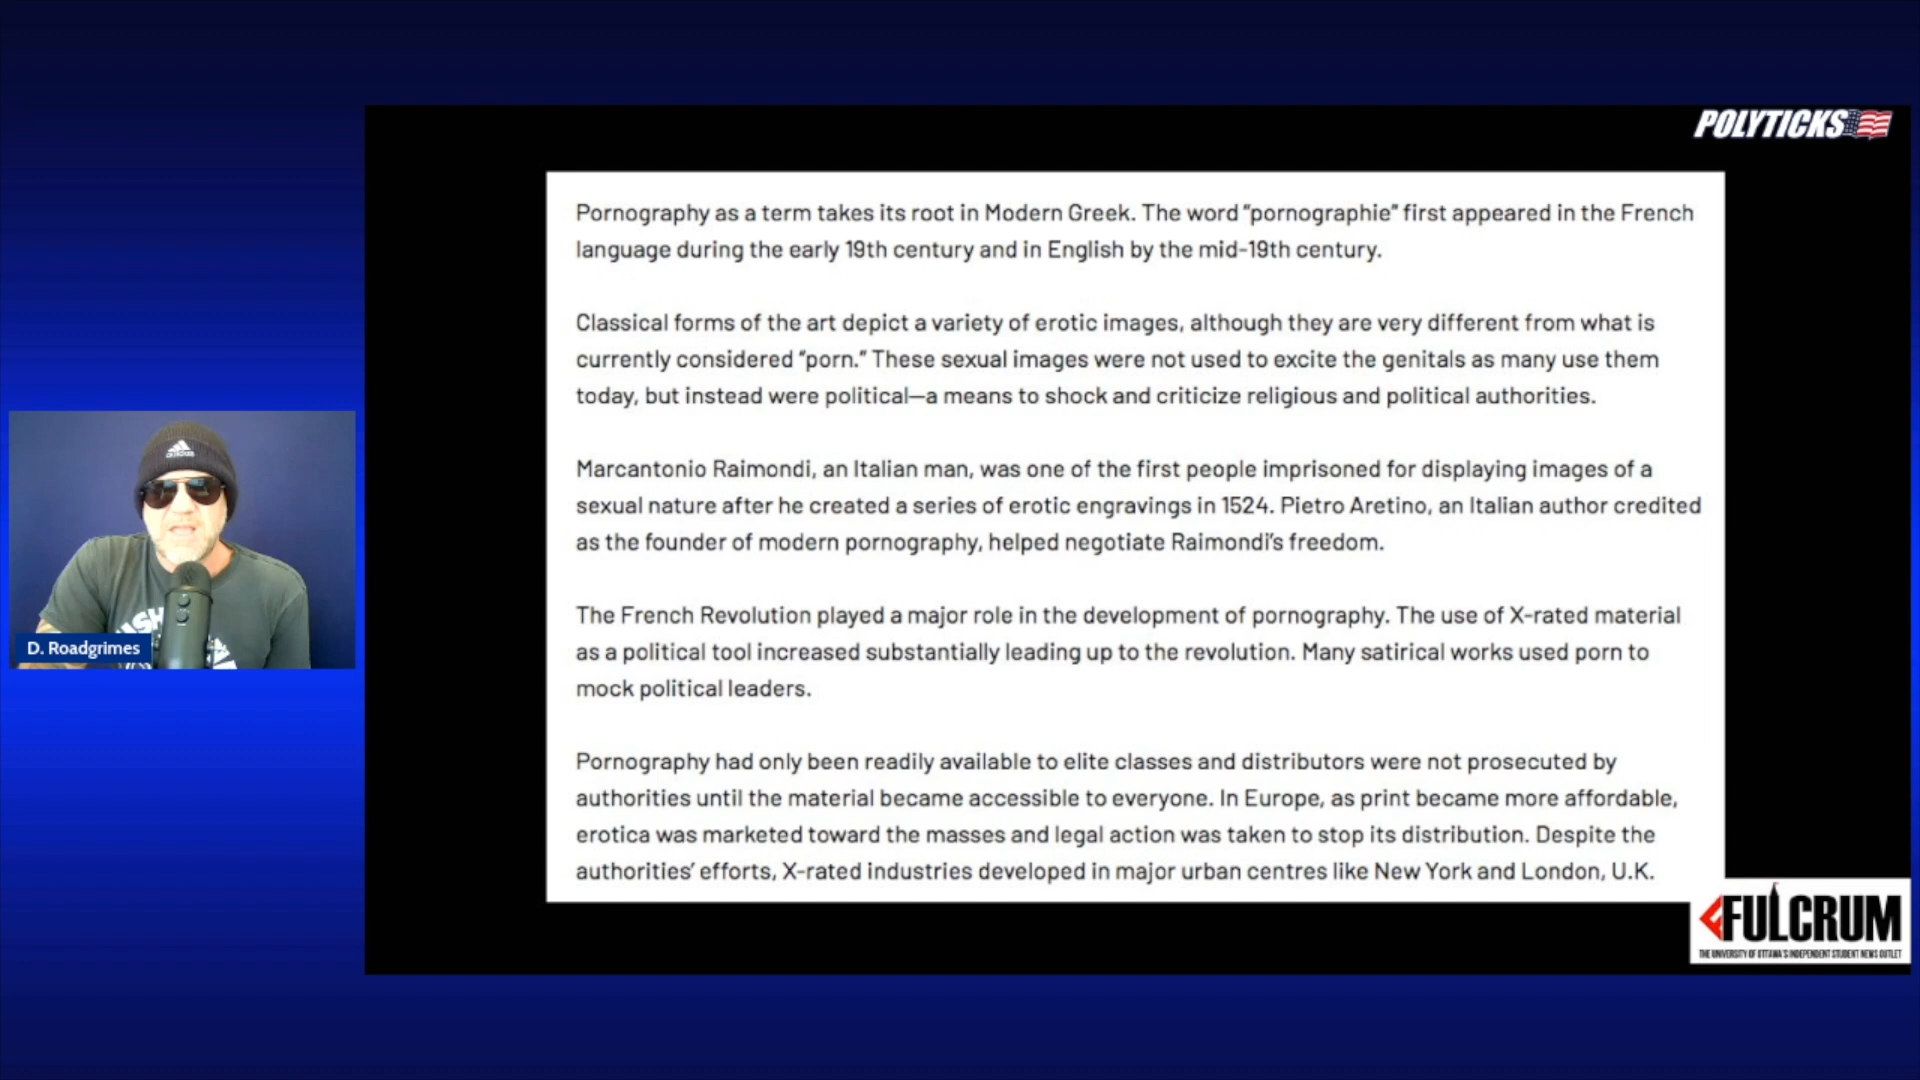 POLYTICKS
Pornography as a term takes its root in Modern Greek. The word “pornographie” first appeared in the French
language during the early 19th century and in English by the mid-19th century.
Classical forms of the art depict a variety of erotic images, although they are very different from what is
currently considered “porn.” These sexual images were not used to excite the genitals as many use them
today, but instead were political—a means to shock and criticize religious and political authorities.
Marcantonio Raimondi, an Italian man, was one of the first people imprisoned for displaying images of a
sexual nature after he created a series of erotic engravings in 1524. Pietro Aretino, an Italian author credited
as the founder of modern pornography, helped negotiate Raimondi’s freedom.
The French Revolution played a major role in the development of pornography. The use of X-rated material
as a political tool increased substantially leading up to the revolution. Many satirical works used porn to
mock political leaders.
Pornography had only been readily available to elite classes and distributors were not prosecuted by
authorities until the material became accessible to everyone. In Europe, as print became more affordable,
erotica was marketed toward the masses and legal action was taken to stop its distribution. Despite the
authorities’ efforts, X-rated industries developed in major urban centres like New York and London, U.K.
adidas
D. Roadgrimes
FULCRUM
THE UNIVERSITY OF OTTAWA'S INDEPENDENT STUDENT NEWS OUTLET